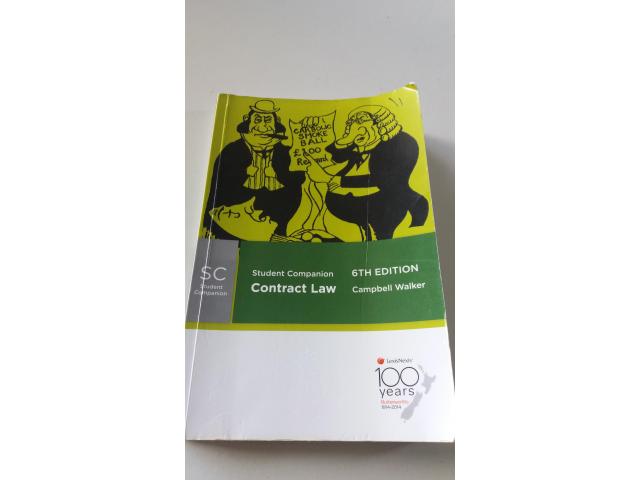 CARBOLIC
SMOKE
BALL
£100
Reward
SC
Student
Companion
Student Companion
Contract Law
6TH EDITION
Campbell Walker
LexisNexis
100
years
Butterworths
1914-2014